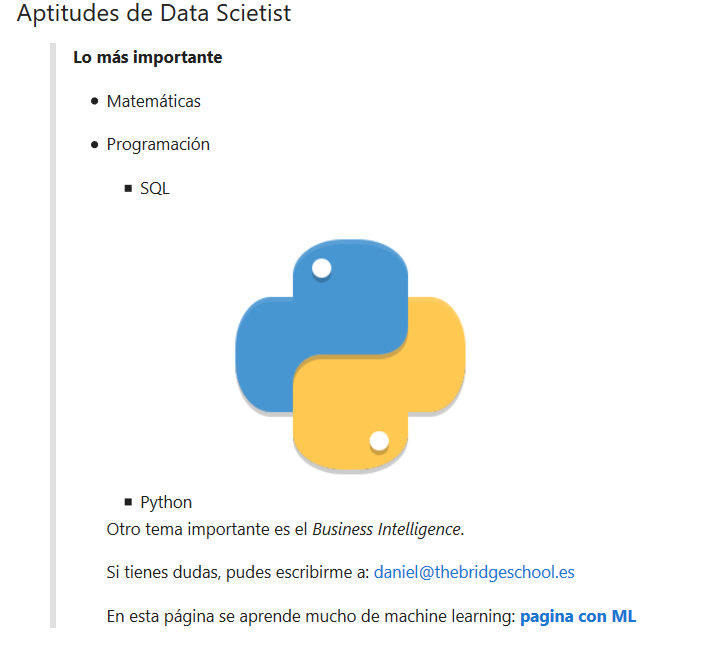 Aptitudes de Data Scietist
Lo más importante
Matemáticas
Programación
SQL
Python
Otro tema importante es el Business Intelligence.
Si tienes dudas, pudes escribirme a: daniel@thebridgeschool.es
En esta página se aprende mucho de machine learning: pagina con ML